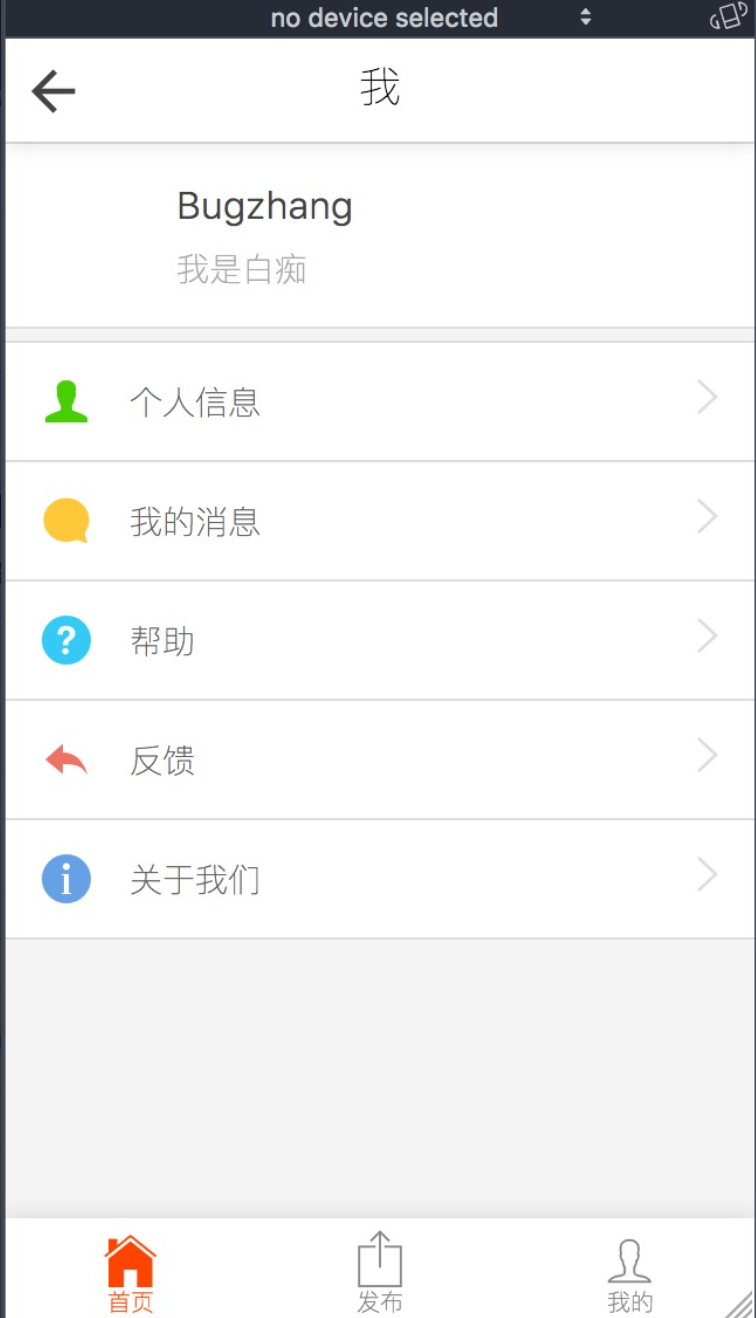 no device selected
我
Bugzhang
我是白痴
个人信息
我的消息
帮助
反馈
关于我们
首页
发布
我的